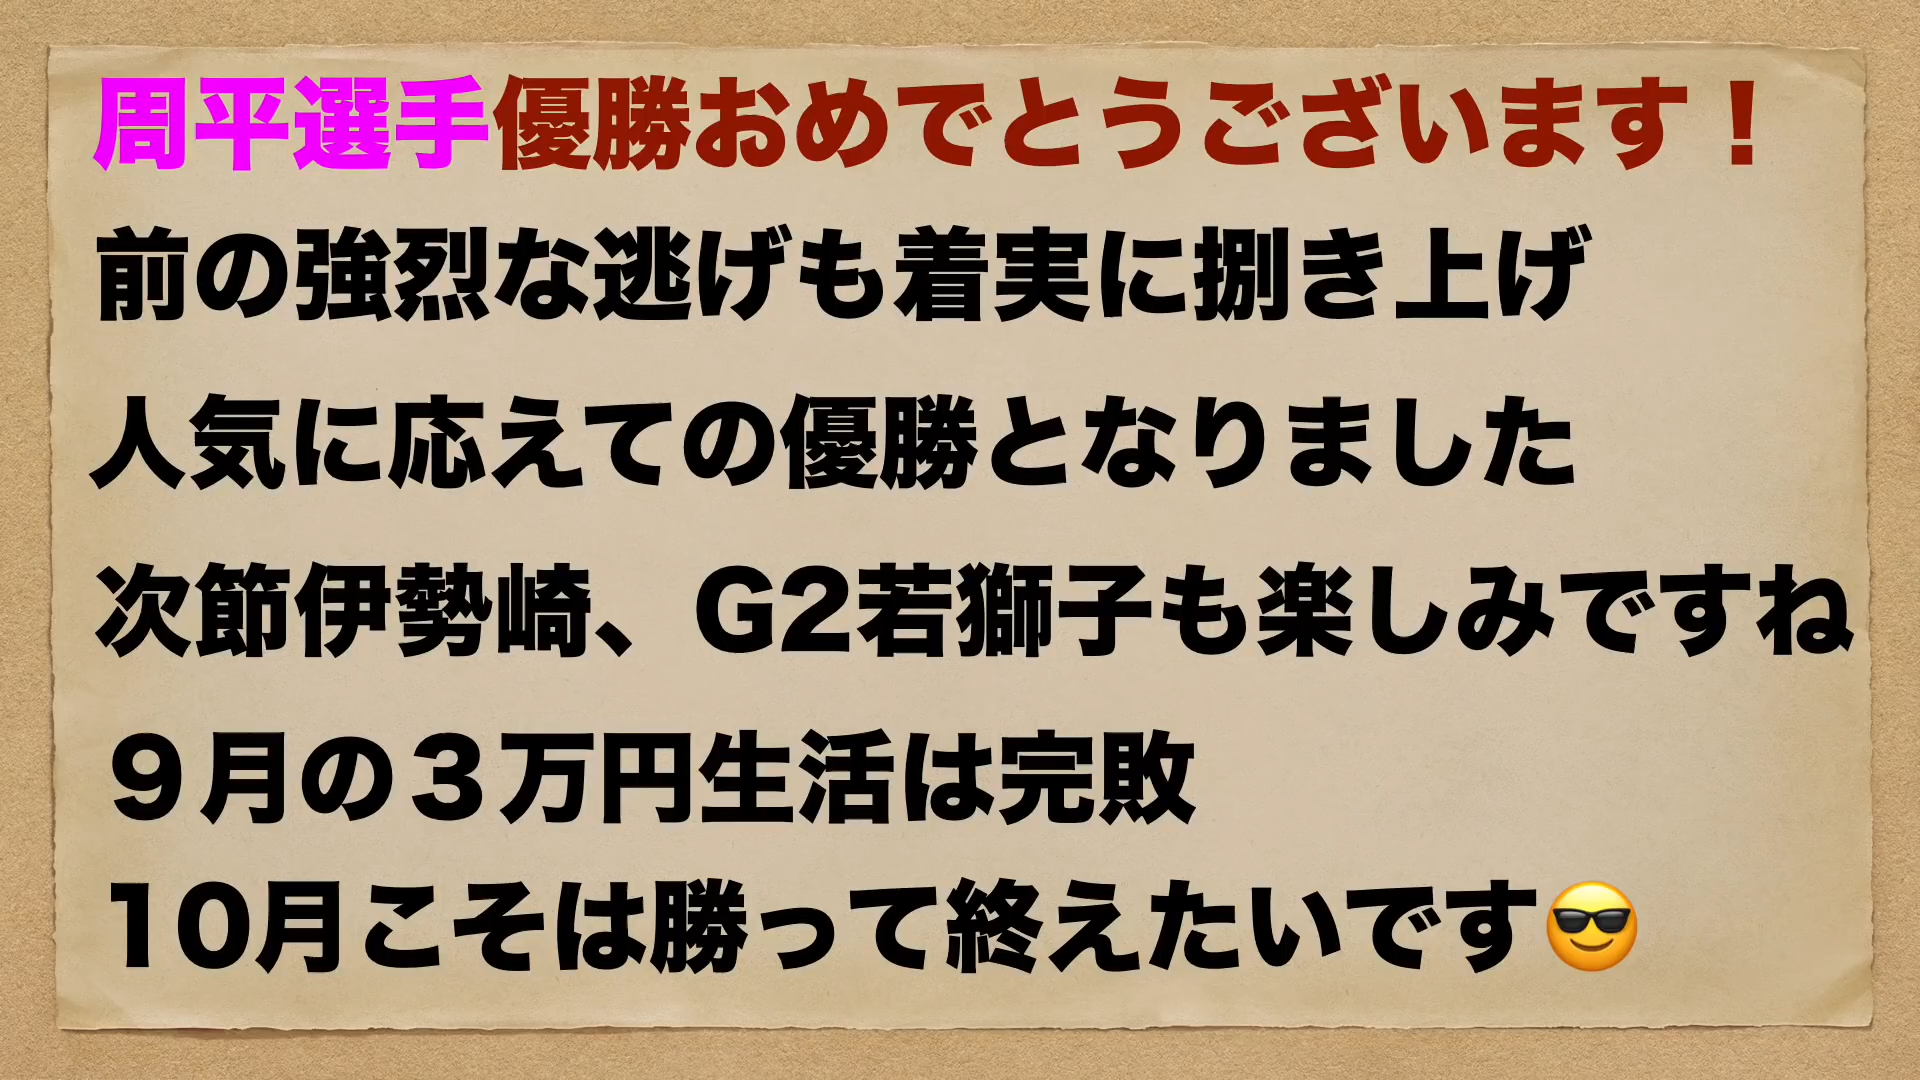 周平選手優勝おめでとうございます！
前の強烈な逃げも着実に捌き上げ
人気に応えての優勝となりました
次節伊勢崎、G2若獅子も楽しみですね
９月の３万円生活は完敗
10月こそは勝って終えたいです😎